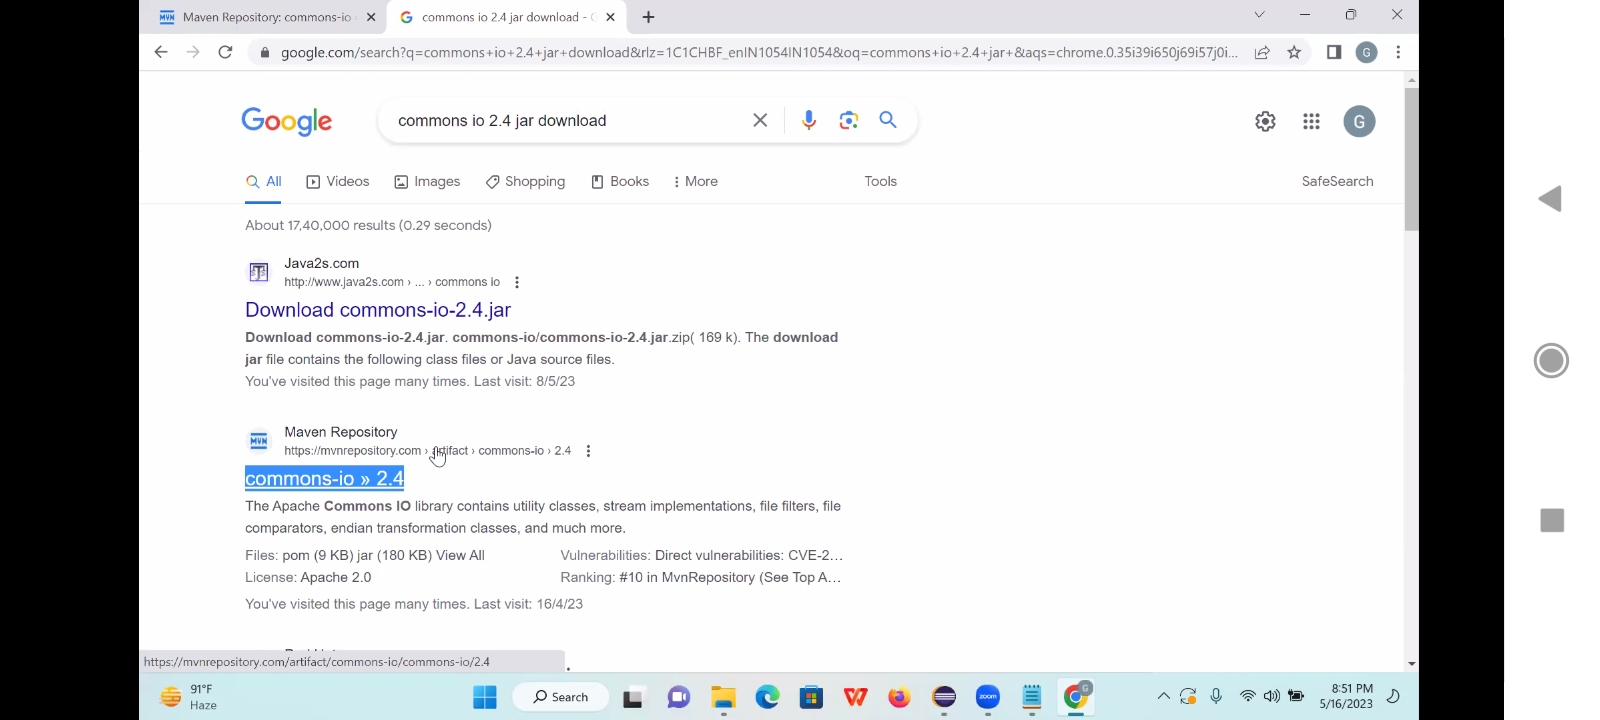 Maven Repository: commons-io
commons io 2.4 jar download -
google.com/search?q=commons+io+2.4+jar+download&rlz=1C1CHBF_enIN1054IN1054&oq=commons+io+2.4+jar+&aqs=chrome.0.35i39i650j69i57j0i...
G
Google
commons io 2.4 jar download
G
All
Videos
Images
Shopping
Books
More
Tools
SafeSearch
About 17,40,000 results (0.29 seconds)
Java2s.com
http://www.java2s.com › ... › commons io
Download commons-io-2.4.jar
Download commons-io-2.4.jar. commons-io/commons-io-2.4.jar.zip( 169 k). The download
jar file contains the following class files or Java source files.
You've visited this page many times. Last visit: 8/5/23
MVN
Maven Repository
https://mvnrepository.com › artifact › commons-io › 2.4
commons-io » 2.4
The Apache Commons IO library contains utility classes, stream implementations, file filters, file
comparators, endian transformation classes, and much more.
Files: pom (9 KB) jar (180 KB) View All
Vulnerabilities: Direct vulnerabilities: CVE-2...
License: Apache 2.0
Ranking: #10 in MvnRepository (See Top A...
You've visited this page many times. Last visit: 16/4/23
https://mvnrepository.com/artifact/commons-io/commons-io/2.4
91°F
Haze
Search
zoom
G
8:51 PM
5/16/2023